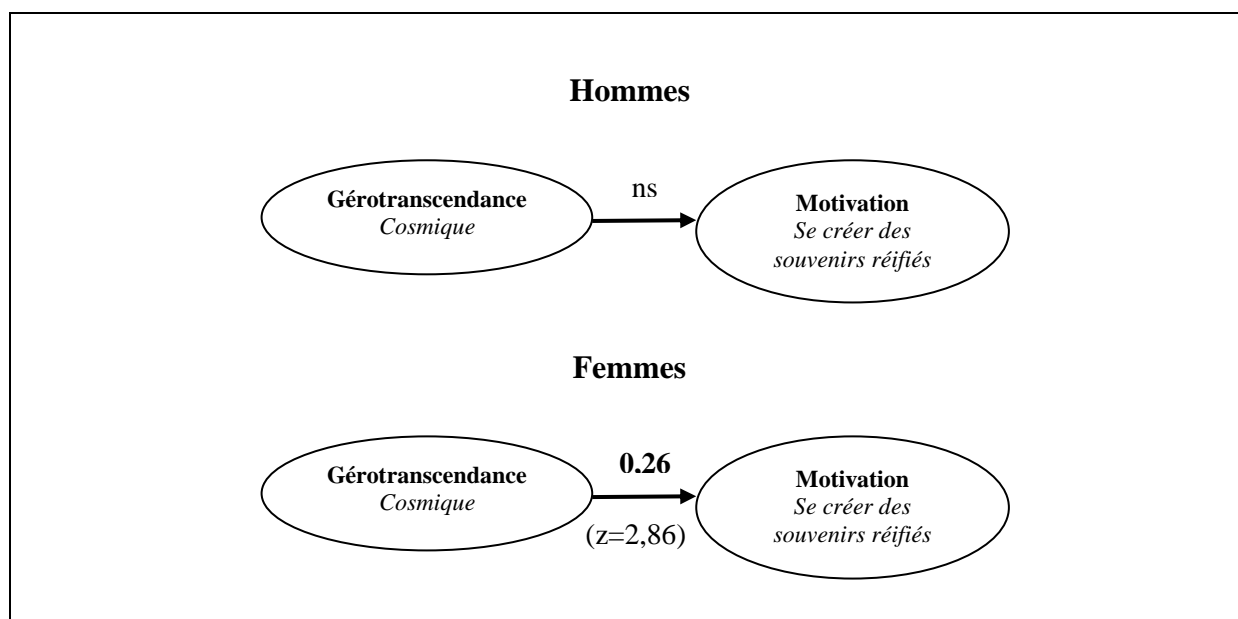 Hommes
ns
Gérotranscendance
Cosmique
Motivation
Se créer des
souvenirs réifiés
Femmes
0.26
Gérotranscendance
Cosmique
(z=2,86)
Motivation
Se créer des
souvenirs réifiés